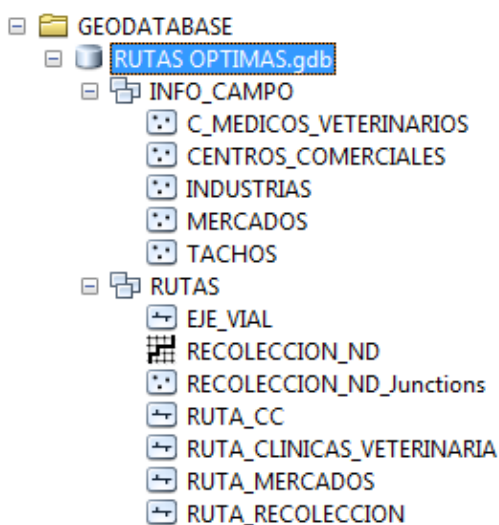 GEODATABASE
RUTAS OPTIMAS.gdb
INFO_CAMPO
C_MEDICOS_VETERINARIOS
CENTROS_COMERCIALES
INDUSTRIAS
MERCADOS
TACHOS
RUTAS
EJE_VIAL
RECOLECCION_ND
RECOLECCION_ND_Junctions
RUTA_CC
RUTA_CLINICAS_VETERINARIA
RUTA_MERCADOS
RUTA_RECOLECCION